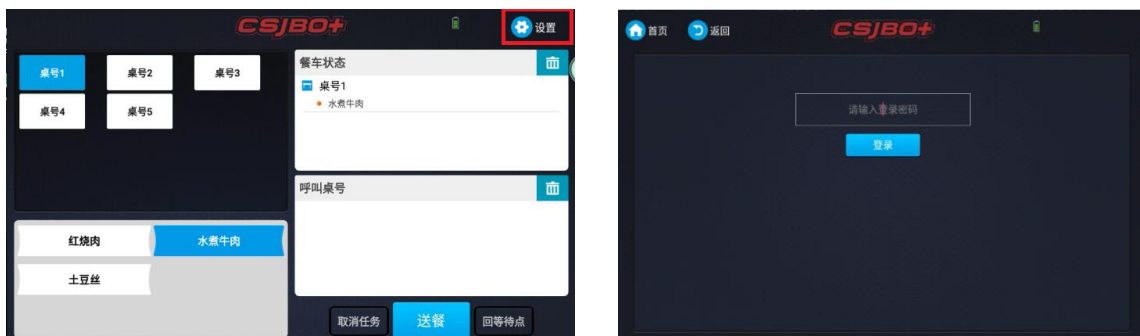 CSJBO+
设置
桌号1
桌号2
桌号3
桌号4
桌号5
餐车状态
桌号1
水煮牛肉
呼叫桌号
红烧肉
水煮牛肉
土豆丝
取消任务
送餐
回等待点
首页
返回
CSJBO+
请输入登录密码
登录